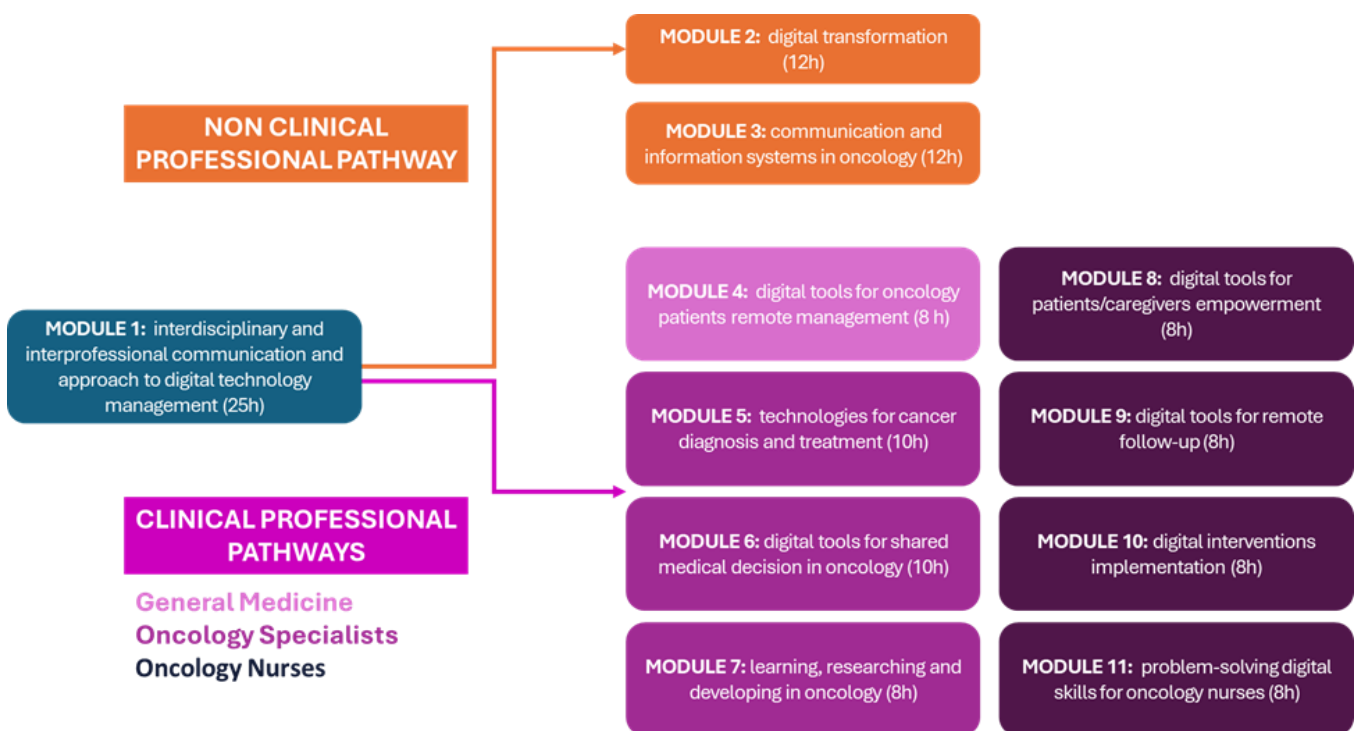 MODULE 2: digital transformation
(12h)
NON CLINICAL
PROFESSIONAL PATHWAY
MODULE 3: communication and
information systems in oncology (12h)
MODULE 1: interdisciplinary and
interprofessional communication and
approach to digital technology
management (25h)
MODULE 4: digital tools for oncology
patients remote management (8 h)
MODULE 8: digital tools for
patients/caregivers empowerment
(8h)
MODULE 5: technologies for cancer
diagnosis and treatment (10h)
MODULE 9: digital tools for remote
follow-up (8h)
CLINICAL PROFESSIONAL
PATHWAYS
General Medicine
Oncology Specialists
Oncology Nurses
MODULE 6: digital tools for shared
medical decision in oncology (10h)
MODULE 10: digital interventions
implementation (8h)
MODULE 7: learning, researching and
developing in oncology (8h)
MODULE 11: problem-solving digital
skills for oncology nurses (8h)